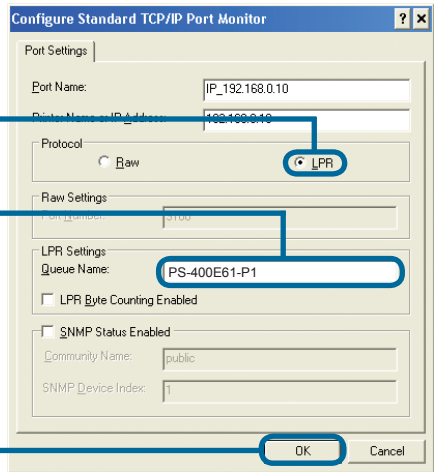 Configure Standard TCP/IP Port Monitor
Port Settings
Port Name: IP_192.168.0.10
Printer Name or IP Address: 192.168.0.10
Protocol
Raw LPR
Raw Settings
Port Number: 9100
LPR Settings
Queue Name: PS-400E61-P1
LPR Byte Counting Enabled
SNMP Status Enabled
Community Name: public
SNMP Device Index: 1
OK Cancel